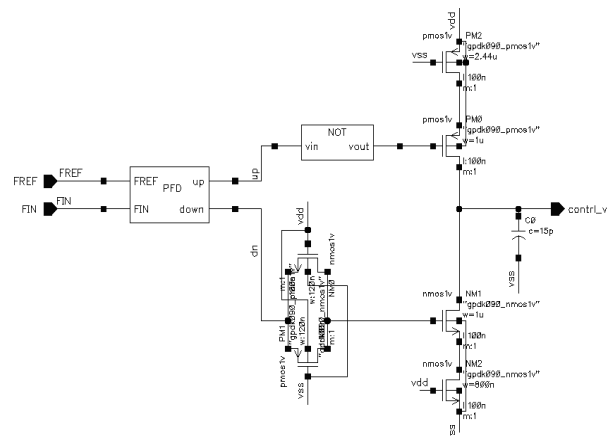 vdd
pmos1v
PM2
"gpdk090_pmos1v"
vss
w=2.44u
l:100n
m:1
pmos1v
PM0
"gpdk090_pmos1v"
w=1u
l:100n
m:1
NOT
vin
vout
up
FREF
FREF
FREF
PFD
up
FIN
FIN
FIN
down
dn
vdd
nmos1v
NM0
w:120n
m:1
PM1
w:120n
m:1
pmos1v
vss
contrl_v
C0
c=15p
vss
nmos1v
NM1
"gpdk090_nmos1v"
w=1u
l:100n
m:1
nmos1v
NM2
"gpdk090_nmos1v"
vdd
w=800n
l:100n
m:1